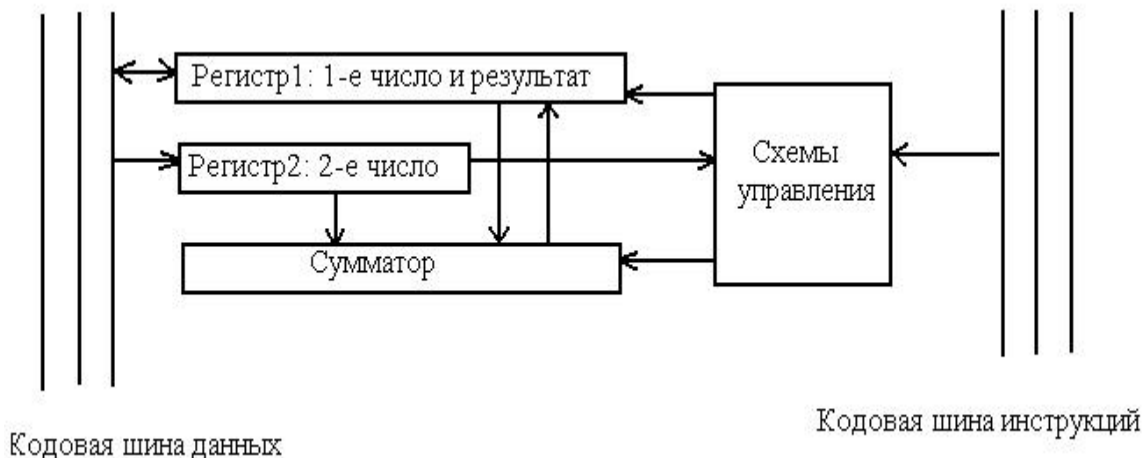 Регистр1: 1-е число и результат
Регистр2: 2-е число
Схемы
управления
Сумматор
Кодовая шина данных
Кодовая шина инструкций